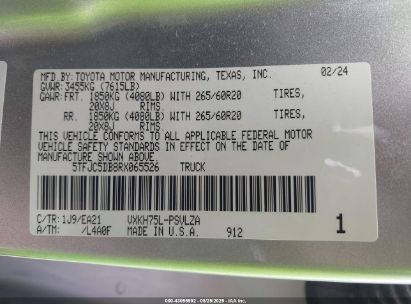 MFD.BY:TOYOTA MOTOR MANUFACTURING, TEXAS, INC. 02/24
GVWR:3455KG (7615LB)
GAWR:FRT. 1850KG (4080LB) WITH 265/60R20 TIRES,
20X8J RIMS.
RR. 1850KG (4080LB) WITH 265/60R20 TIRES,
20X8J RIMS.
THIS VEHICLE CONFORMS TO ALL APPLICABLE FEDERAL MOTOR
VEHICLE SAFETY STANDARDS IN EFFECT ON THE DATE
OF MANUFACTURE SHOWN ABOVE.
5TFJC5DB8RX065526 TRUCK
C/TR:1J9/EA21 VXKH75L-PSVLZA
A/TM: /L4A0F MADE IN U.S.A. 912 1